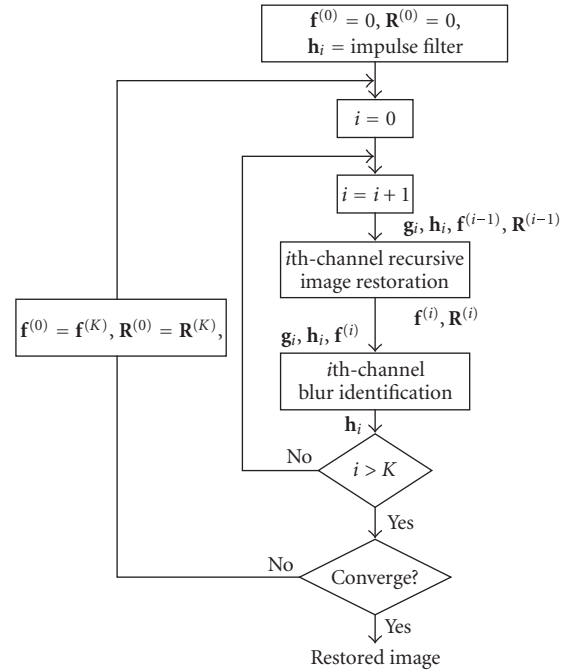 f^(0) = 0, R^(0) = 0,
h_i = impulse filter
i = 0
i = i + 1
g_i, h_i, f^(i−1), R^(i−1)
ith-channel recursive
image restoration
f^(0) = f^(K), R^(0) = R^(K),
f^(i), R^(i)
g_i, h_i, f^(i)
ith-channel
blur identification
h_i
No
i > K
Yes
No
Converge?
Yes
Restored image